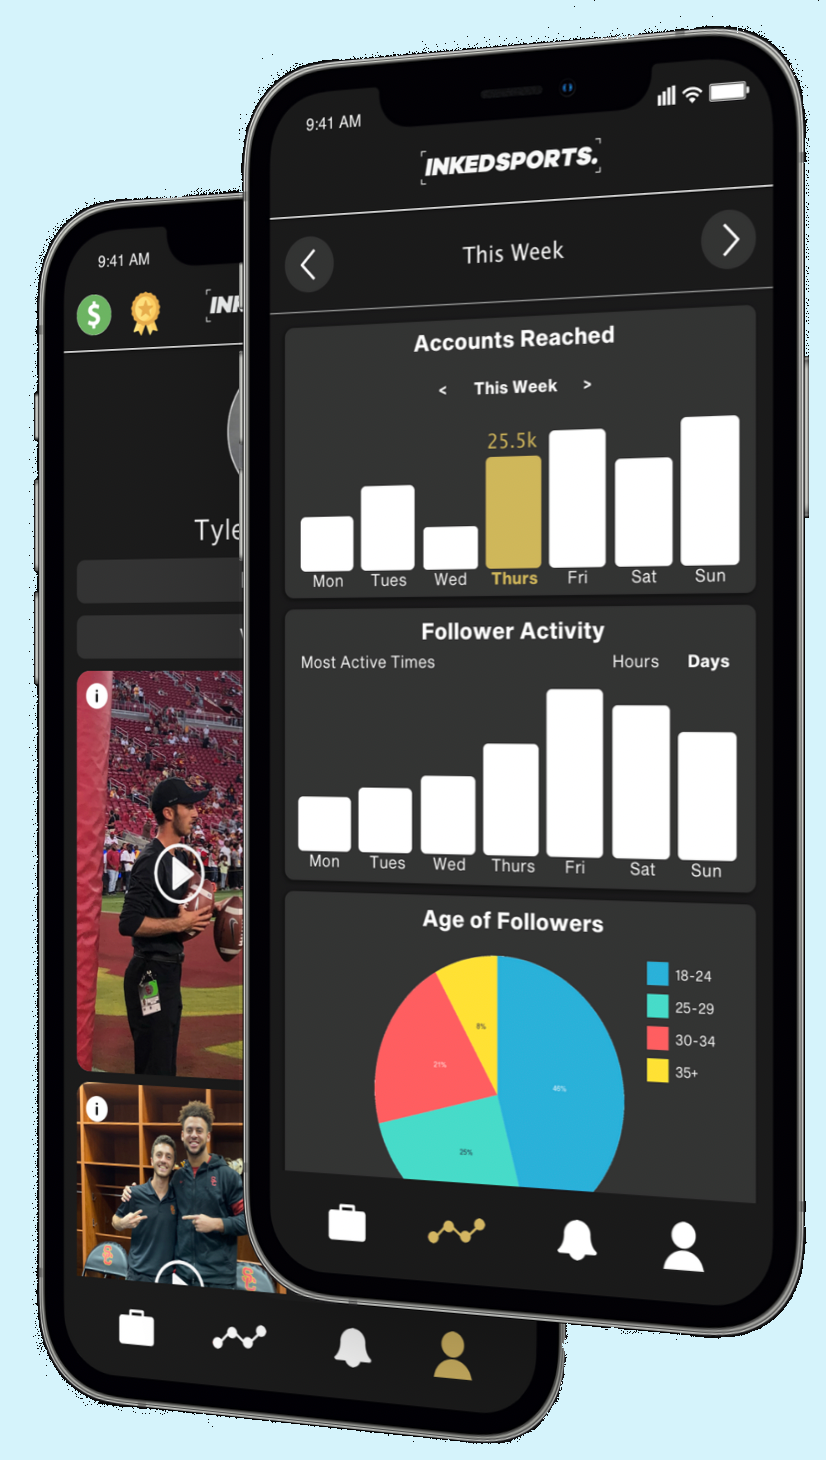 9:41 AM
INKEDSPORTS.
This Week
Accounts Reached
< This Week >
25.5k
Mon Tues Wed Thurs Fri Sat Sun
Follower Activity
Most Active Times Hours Days
Mon Tues Wed Thurs Fri Sat Sun
Age of Followers
18-24
25-29
30-34
35+
8%
21%
25%
9:41 AM
$
INK
Tyle
i
i